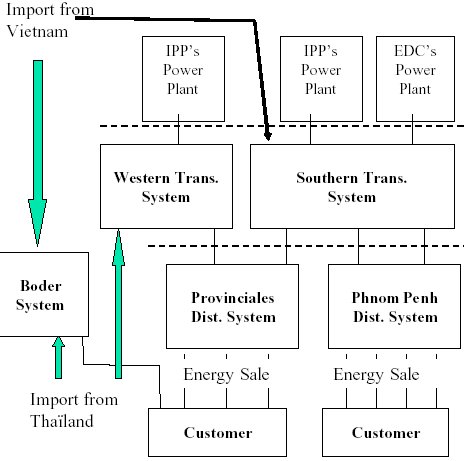 Import from
Vietnam
IPP's
Power
Plant
IPP's
Power
Plant
EDC's
Power
Plant
Western Trans.
System
Southern Trans.
System
Boder
System
Provinciales
Dist. System
Phnom Penh
Dist. System
Energy Sale
Energy Sale
Import from
Thaïland
Customer
Customer